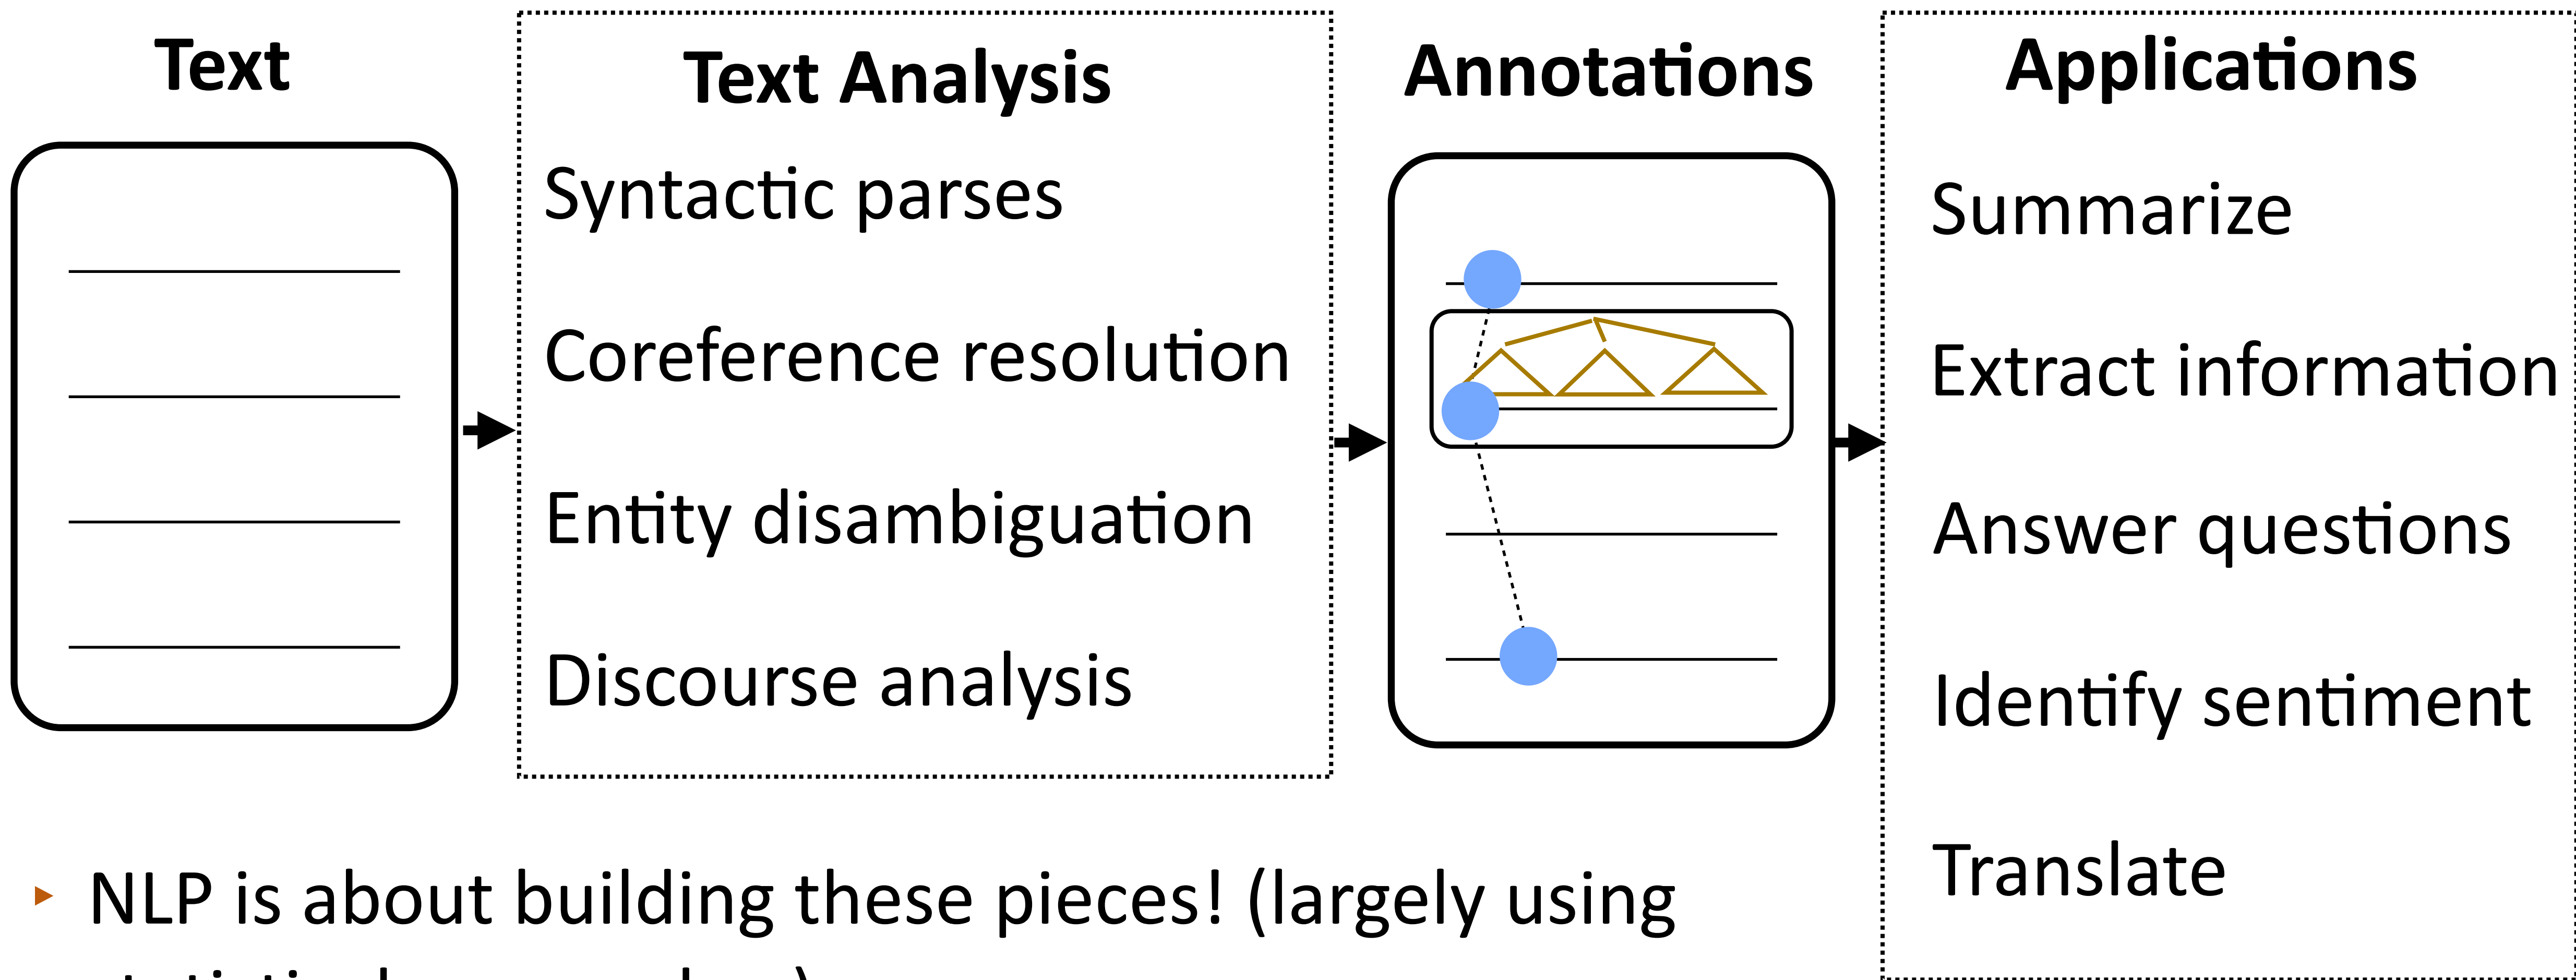 Text
Text Analysis
Syntactic parses
Coreference resolution
Entity disambiguation
Discourse analysis
Annotations
Applications
Summarize
Extract information
Answer questions
Identify sentiment
Translate
‣ NLP is about building these pieces! (largely using